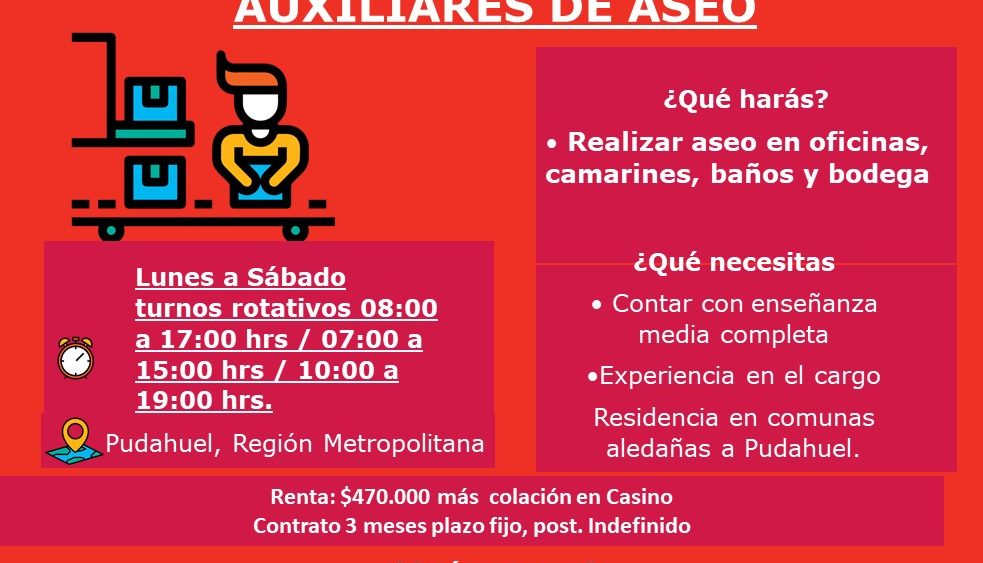 AUXILIARES DE ASEO
¿Qué harás?
• Realizar aseo en oficinas,
camarines, baños y bodega
¿Qué necesitas
• Contar con enseñanza
media completa
•Experiencia en el cargo
Residencia en comunas
aledañas a Pudahuel.
Lunes a Sábado
turnos rotativos 08:00
a 17:00 hrs / 07:00 a
15:00 hrs / 10:00 a
19:00 hrs.
Pudahuel, Región Metropolitana
Renta: $470.000 más colación en Casino
Contrato 3 meses plazo fijo, post. Indefinido